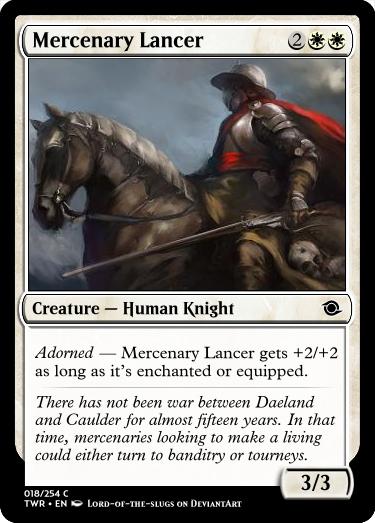 Mercenary Lancer 2
Creature — Human Knight
Adorned — Mercenary Lancer gets +2/+2
as long as it's enchanted or equipped.
There has not been war between Daeland
and Caulder for almost fifteen years. In that
time, mercenaries looking to make a living
could either turn to banditry or tourneys.
3/3
018/254 C
TWR • EN Lord-of-the-slugs on DeviantArt